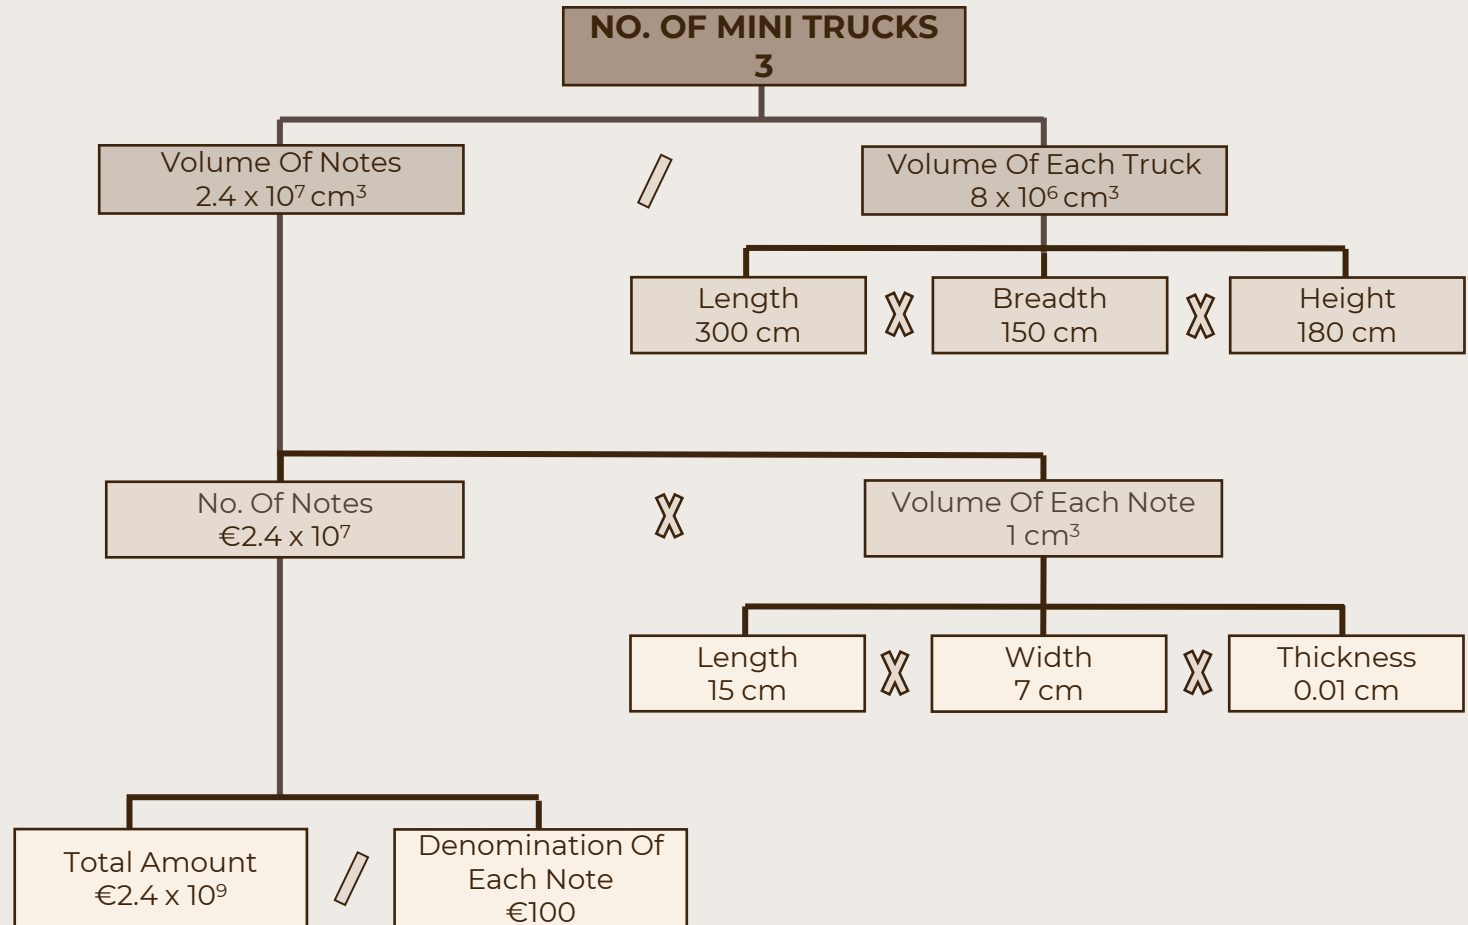 NO. OF MINI TRUCKS
3
Volume Of Notes
2.4 x 10⁷ cm³
Volume Of Each Truck
8 x 10⁶ cm³
Length
300 cm
Breadth
150 cm
Height
180 cm
No. Of Notes
€2.4 x 10⁷
Volume Of Each Note
1 cm³
Length
15 cm
Width
7 cm
Thickness
0.01 cm
Total Amount
€2.4 x 10⁹
Denomination Of
Each Note
€100